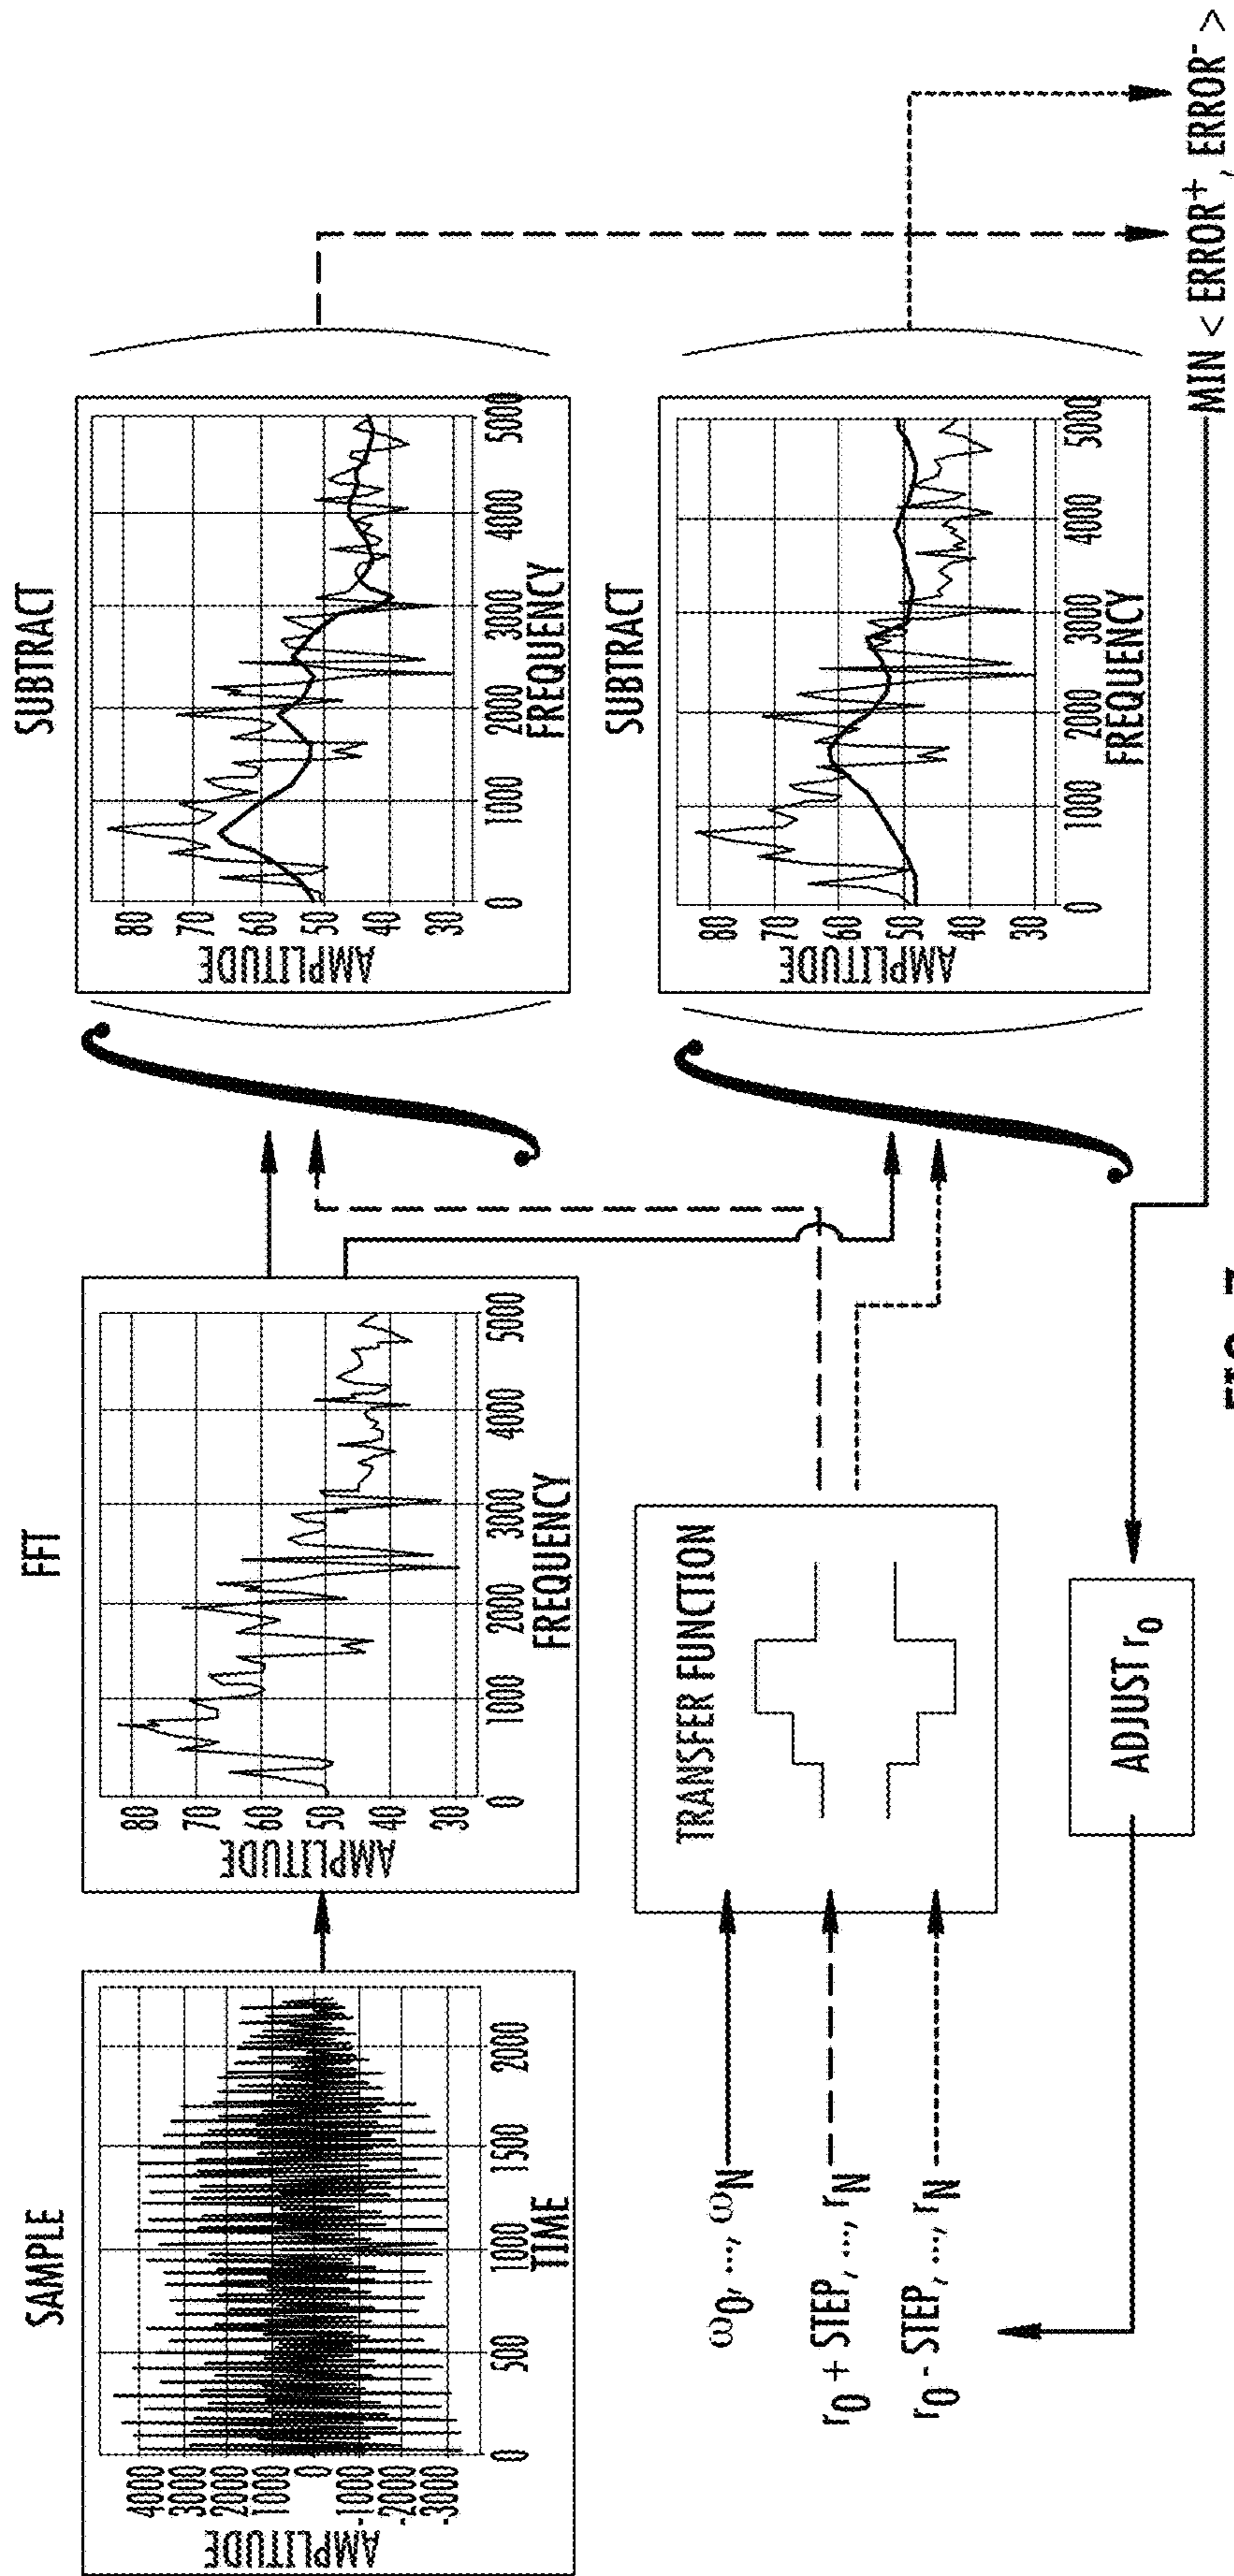 SAMPLE
AMPLITUDE
4000
3000
2000
1000
0
-1000
-2000
-3000
0 500 1000 1500 2000
TIME
FFT
AMPLITUDE
80
70
60
50
40
30
0 1000 2000 3000 4000 5000
FREQUENCY
SUBTRACT
AMPLITUDE
80
70
60
50
40
30
0 1000 2000 3000 4000 5000
FREQUENCY
ω0, ..., ωN
r0 + STEP, ..., rN
r0 - STEP, ..., rN
TRANSFER FUNCTION
SUBTRACT
AMPLITUDE
80
70
60
50
40
30
0 1000 2000 3000 4000 5000
FREQUENCY
ADJUST r0
MIN < ERROR+, ERROR- >